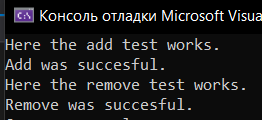 Консоль отладки Microsoft Visua
Here the add test works.
Add was succesful.
Here the remove test works.
Remove was succesful.